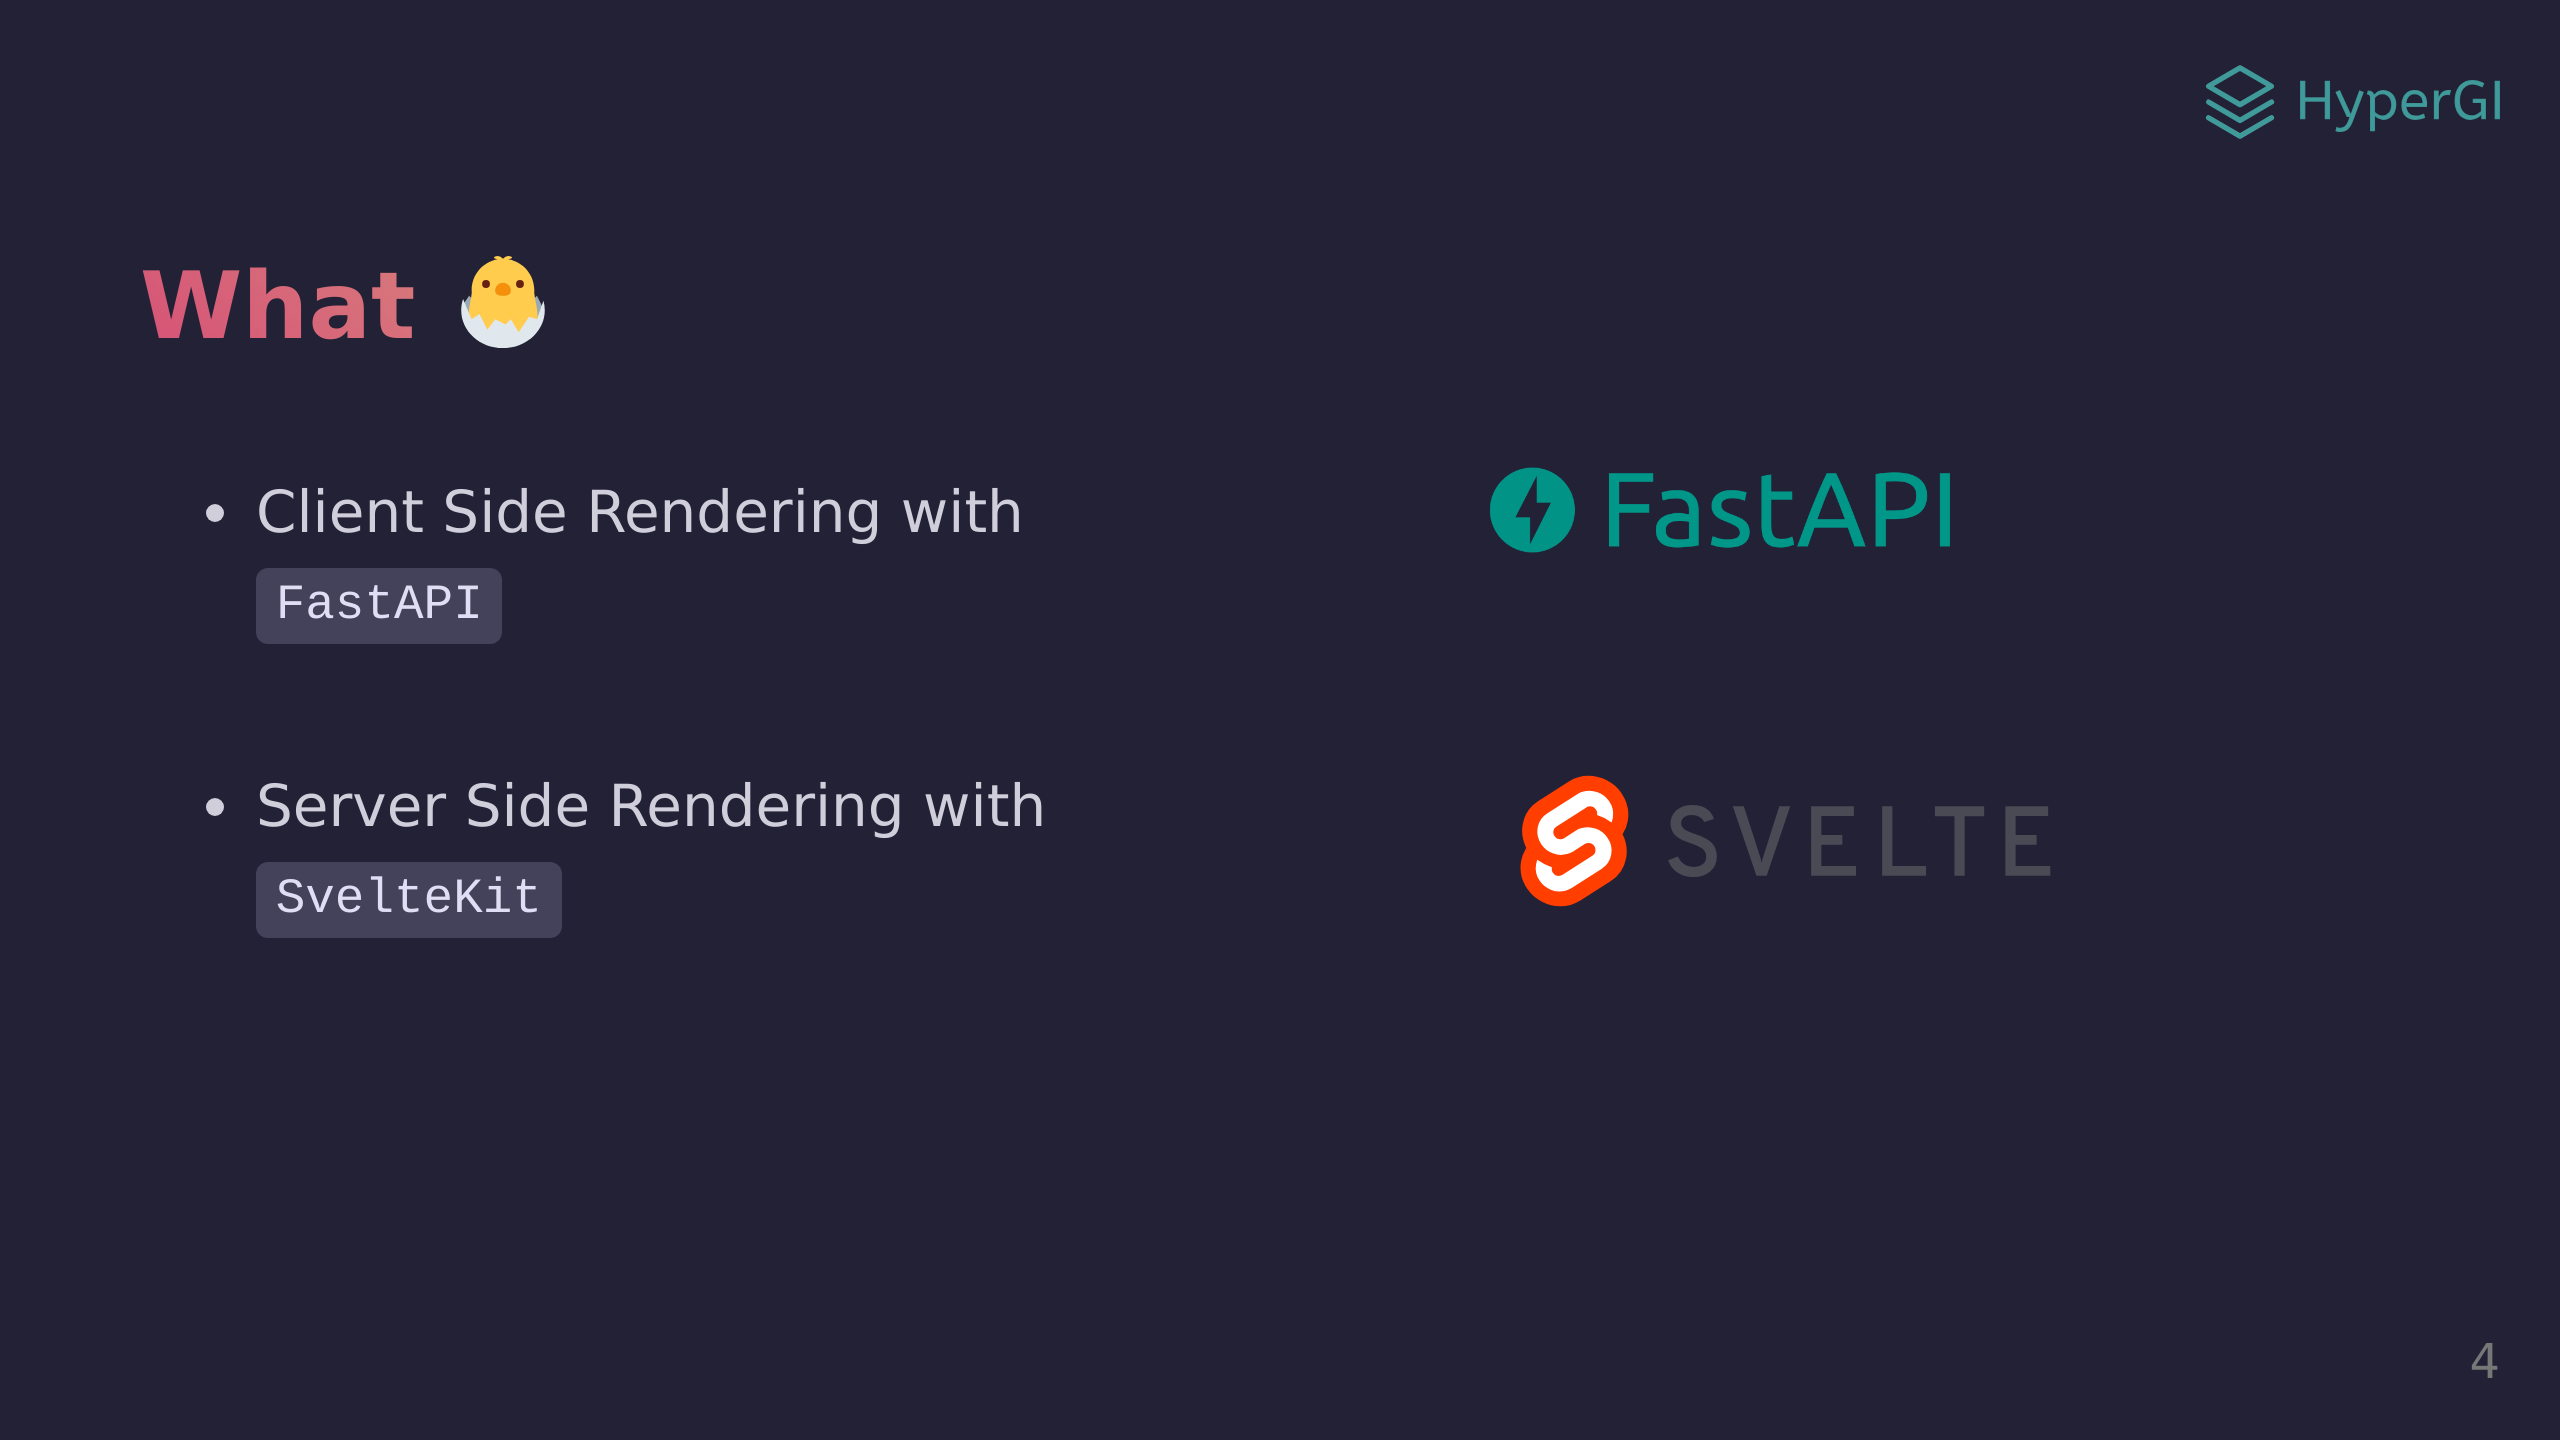 HyperGI
What
Client Side Rendering with
FastAPI
FastAPI
Server Side Rendering with
SvelteKit
SVELTE
4